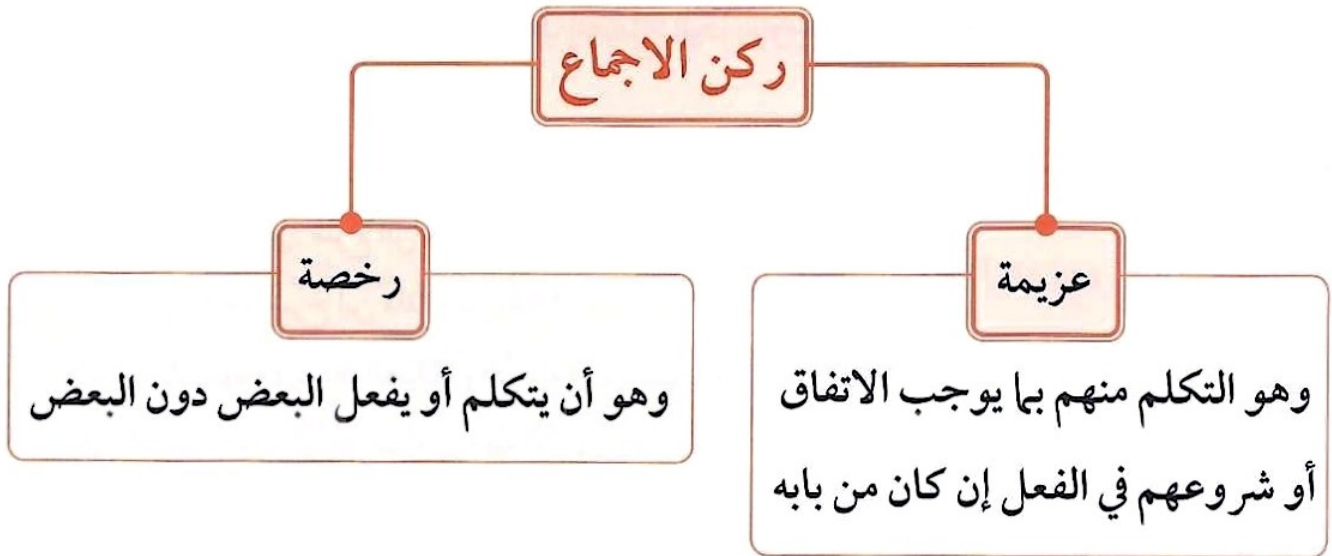 ركن الاجماع
عزيمة
وهو التكلم منهم بما يوجب الاتفاق
أو شروعهم في الفعل إن كان من بابه
رخصة
وهو أن يتكلم أو يفعل البعض دون البعض